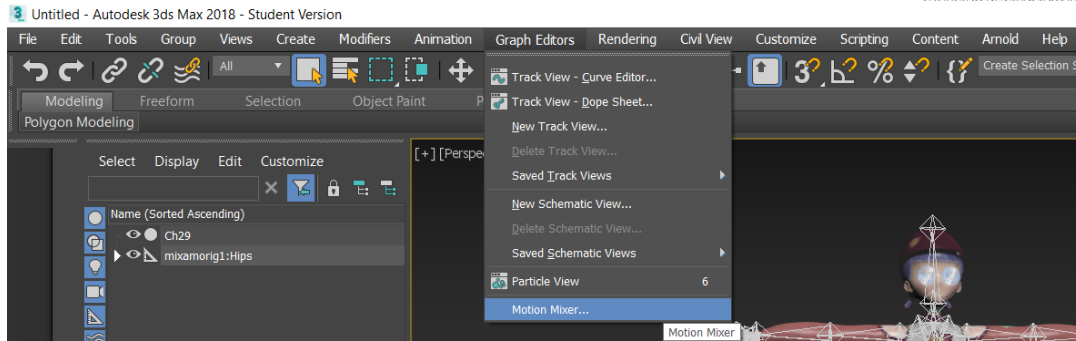 Untitled - Autodesk 3ds Max 2018 - Student Version
File Edit Tools Group Views Create Modifiers Animation Graph Editors Rendering Civil View Customize Scripting Content Arnold Help
All
Create Selection S
Modeling Freeform Selection Object Paint P
Polygon Modeling
Select Display Edit Customize
Name (Sorted Ascending)
Ch29
mixamorig1:Hips
[+][Perspe
Track View - Curve Editor...
Track View - Dope Sheet...
New Track View...
Delete Track View...
Saved Track Views
New Schematic View...
Delete Schematic View...
Saved Schematic Views
Particle View 6
Motion Mixer...
Motion Mixer